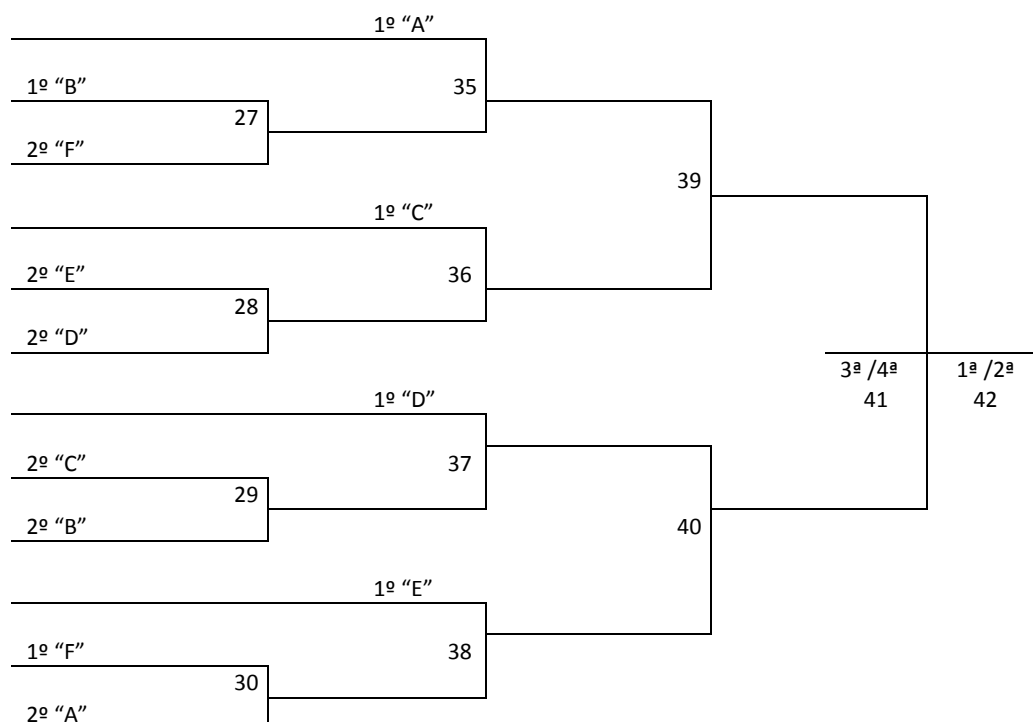 1º “A”
1º “B”
35
27
2º “F”
39
1º “C”
2º “E”
36
28
2º “D”
3ª /4ª 1ª /2ª
41 42
1º “D”
2º “C”
37
29
2º “B”
40
1º “E”
1º “F”
38
30
2º “A”